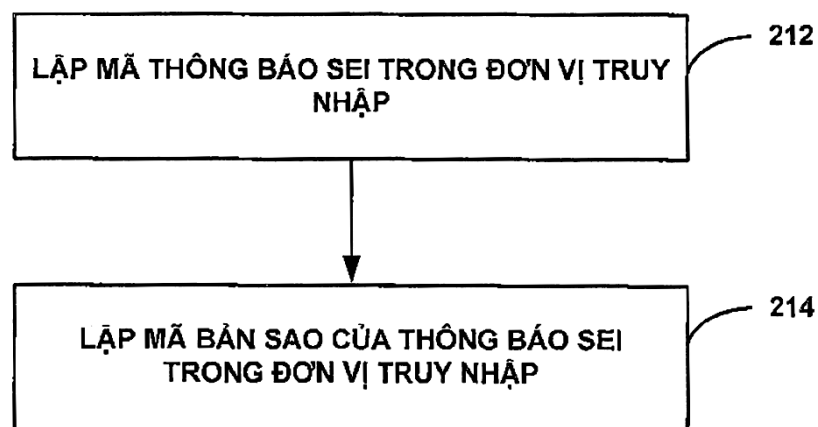 212
LẬP MÃ THÔNG BÁO SEI TRONG ĐƠN VỊ TRUY
NHẬP
214
LẬP MÃ BẢN SAO CỦA THÔNG BÁO SEI
TRONG ĐƠN VỊ TRUY NHẬP